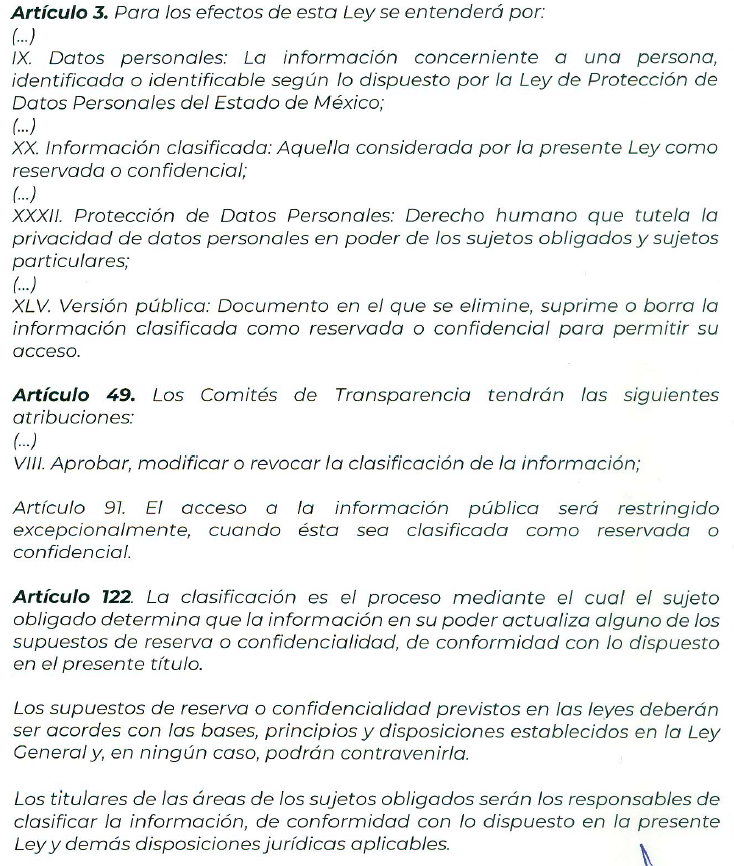 Artículo 3. Para los efectos de esta Ley se entenderá por:
(...)
IX. Datos personales: La información concerniente a una persona,
identificada o identificable según lo dispuesto por la Ley de Protección de
Datos Personales del Estado de México;
(...)
XX. Información clasificada: Aquella considerada por la presente Ley como
reservada o confidencial;
(...)
XXXII. Protección de Datos Personales: Derecho humano que tutela la
privacidad de datos personales en poder de los sujetos obligados y sujetos
particulares;
(...)
XLV. Versión pública: Documento en el que se elimine, suprime o borra la
información clasificada como reservada o confidencial para permitir su
acceso.
Artículo 49. Los Comités de Transparencia tendrán las siguientes
atribuciones:
(...)
VIII. Aprobar, modificar o revocar la clasificación de la información;
Artículo 91. El acceso a la información pública será restringido
excepcionalmente, cuando ésta sea clasificada como reservada o
confidencial.
Artículo 122. La clasificación es el proceso mediante el cual el sujeto
obligado determina que la información en su poder actualiza alguno de los
supuestos de reserva o confidencialidad, de conformidad con lo dispuesto
en el presente título.
Los supuestos de reserva o confidencialidad previstos en las leyes deberán
ser acordes con las bases, principios y disposiciones establecidos en la Ley
General y, en ningún caso, podrán contravenirla.
Los titulares de las áreas de los sujetos obligados serán los responsables de
clasificar la información, de conformidad con lo dispuesto en la presente
Ley y demás disposiciones jurídicas aplicables.